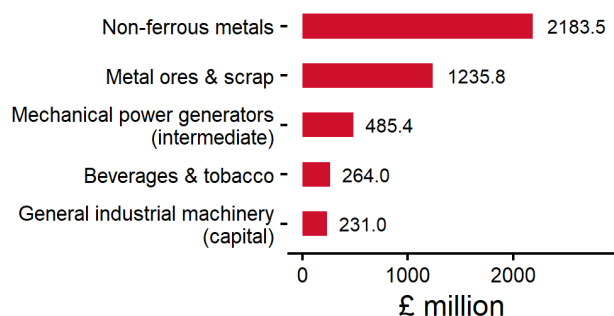 Non-ferrous metals 2183.5
Metal ores & scrap 1235.8
Mechanical power generators
(intermediate) 485.4
Beverages & tobacco 264.0
General industrial machinery
(capital) 231.0
0 1000 2000
£ million